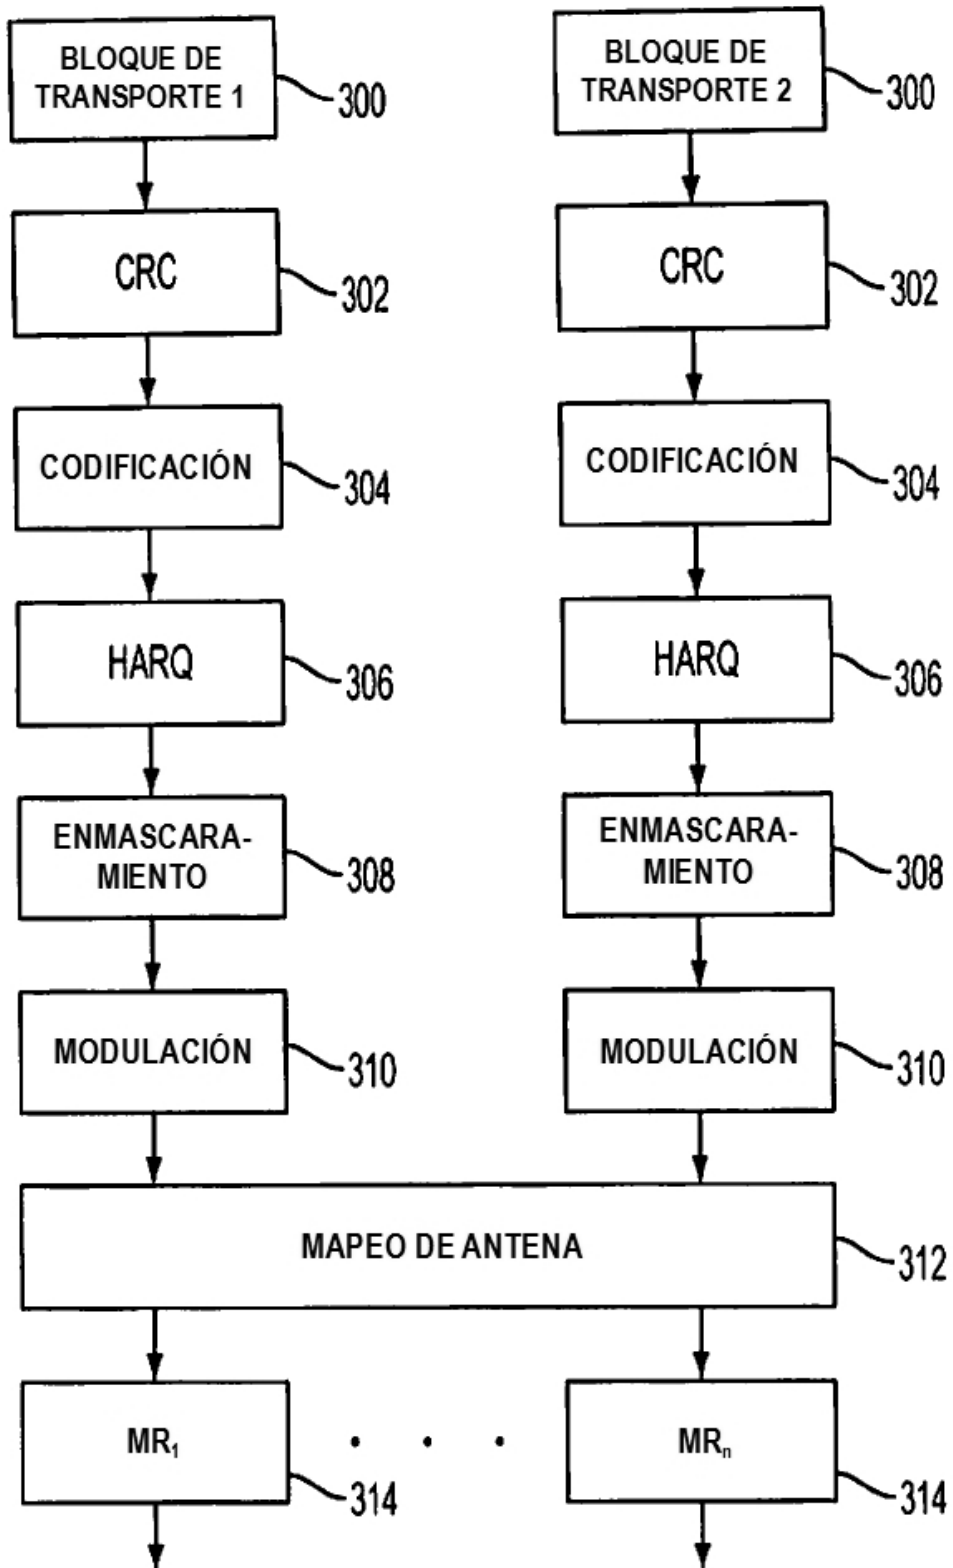 BLOQUE DE
TRANSPORTE 1
300
BLOQUE DE
TRANSPORTE 2
300
CRC
302
CRC
302
CODIFICACIÓN
304
CODIFICACIÓN
304
HARQ
306
HARQ
306
ENMASCARA-
MIENTO
308
ENMASCARA-
MIENTO
308
MODULACIÓN
310
MODULACIÓN
310
MAPEO DE ANTENA
312
MR₁
314
. . .
MRₙ
314